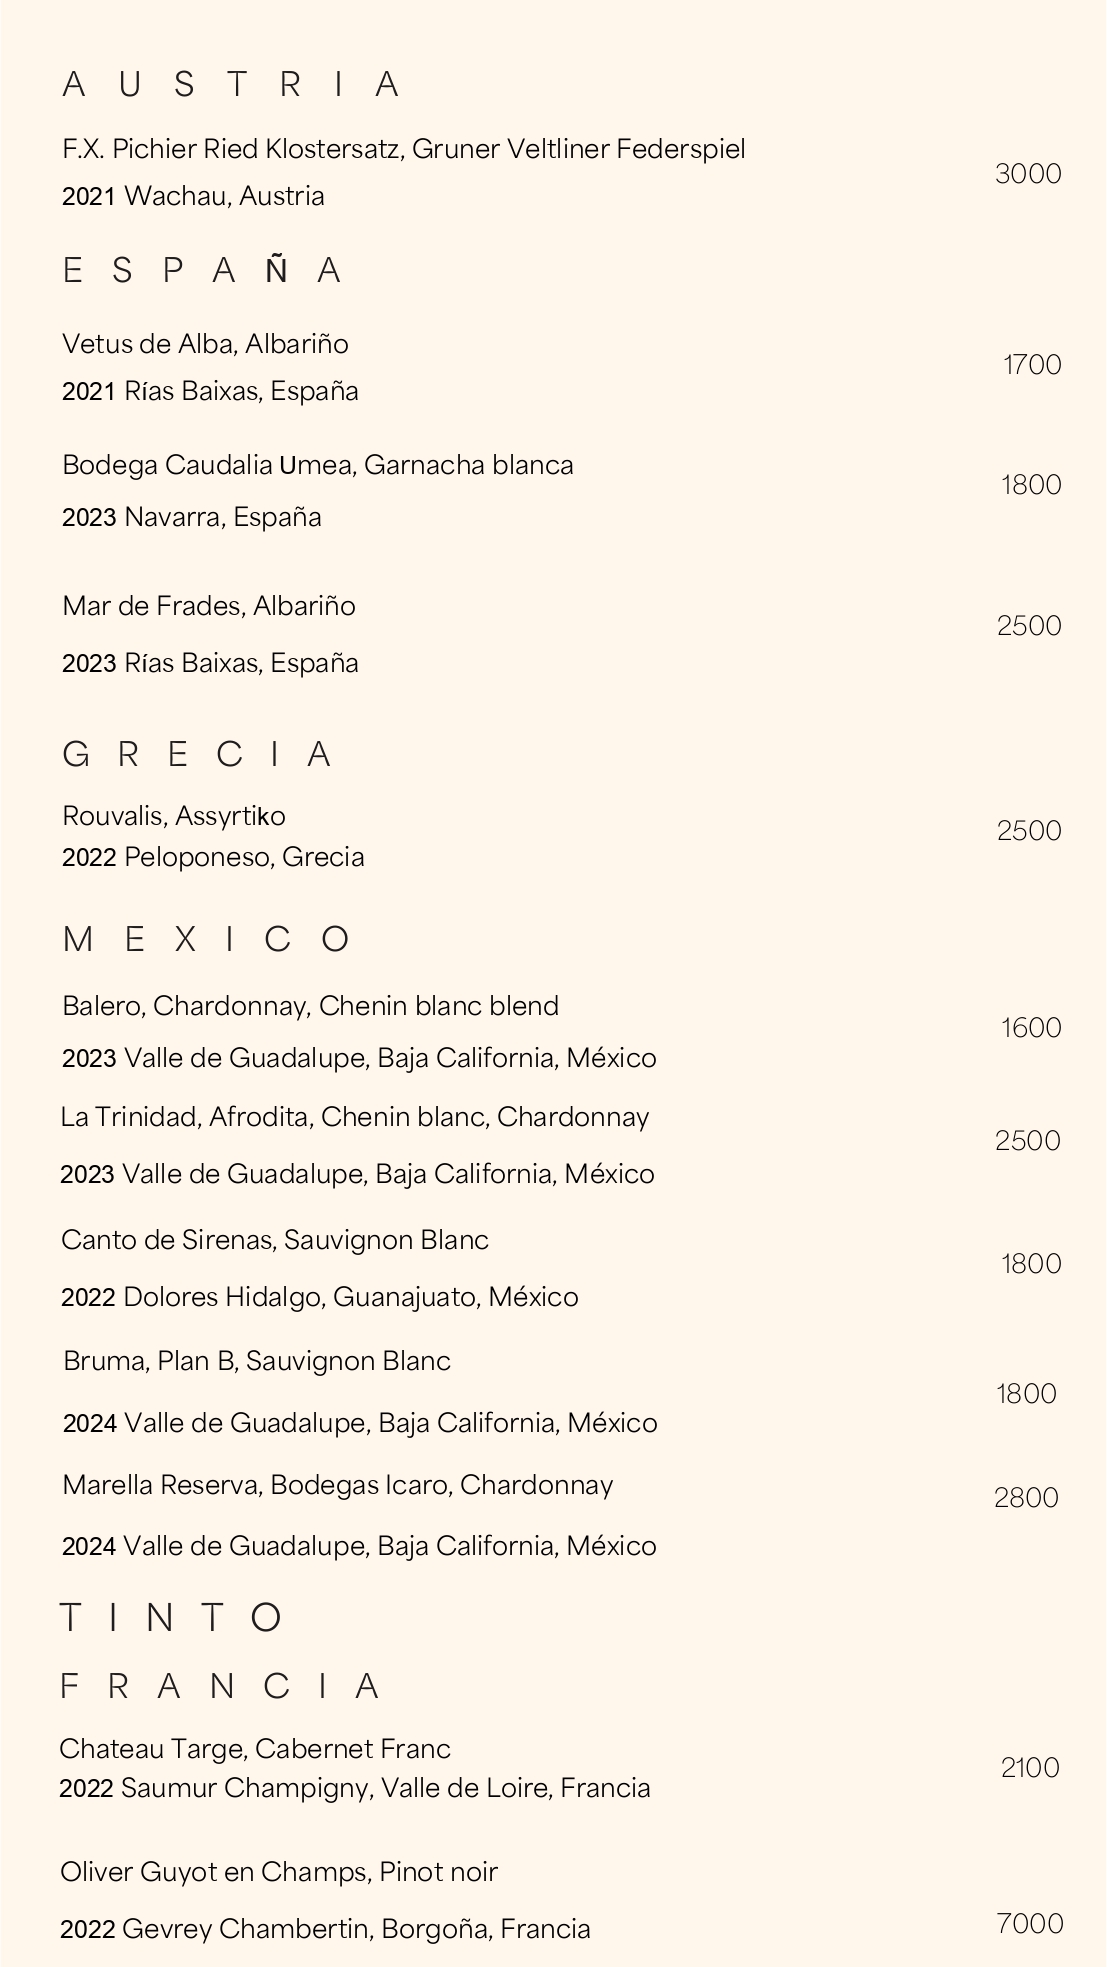 AUSTRIA
F.X. Pichier Ried Klostersatz, Gruner Veltliner Federspiel
3000
2021 Wachau, Austria
ESPAÑA
Vetus de Alba, Albariño
1700
2021 Rías Baixas, España
Bodega Caudalia Umea, Garnacha blanca
1800
2023 Navarra, España
Mar de Frades, Albariño
2500
2023 Rías Baixas, España
GRECIA
Rouvalis, Assyrtiko
2500
2022 Peloponeso, Grecia
MEXICO
Balero, Chardonnay, Chenin blanc blend
1600
2023 Valle de Guadalupe, Baja California, México
La Trinidad, Afrodita, Chenin blanc, Chardonnay
2500
2023 Valle de Guadalupe, Baja California, México
Canto de Sirenas, Sauvignon Blanc
1800
2022 Dolores Hidalgo, Guanajuato, México
Bruma, Plan B, Sauvignon Blanc
1800
2024 Valle de Guadalupe, Baja California, México
Marella Reserva, Bodegas Icaro, Chardonnay
2800
2024 Valle de Guadalupe, Baja California, México
TINTO
FRANCIA
Chateau Targe, Cabernet Franc
2100
2022 Saumur Champigny, Valle de Loire, Francia
Oliver Guyot en Champs, Pinot noir
7000
2022 Gevrey Chambertin, Borgoña, Francia